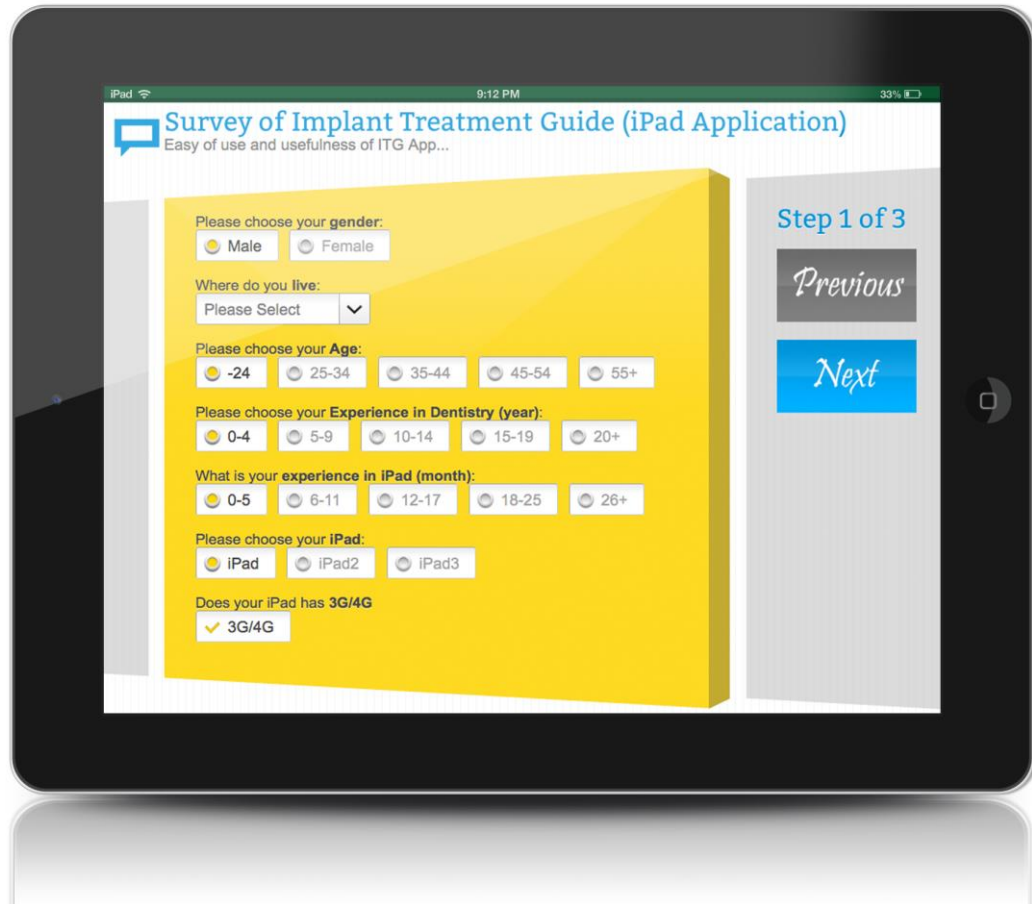 iPad 9:12 PM 33%
Survey of Implant Treatment Guide (iPad Application)
Easy of use and usefulness of ITG App...
Please choose your gender:
Male Female
Where do you live:
Please Select
Please choose your Age:
-24 25-34 35-44 45-54 55+
Please choose your Experience in Dentistry (year):
0-4 5-9 10-14 15-19 20+
What is your experience in iPad (month):
0-5 6-11 12-17 18-25 26+
Please choose your iPad:
iPad iPad2 iPad3
Does your iPad has 3G/4G
3G/4G
Step 1 of 3
Previous
Next